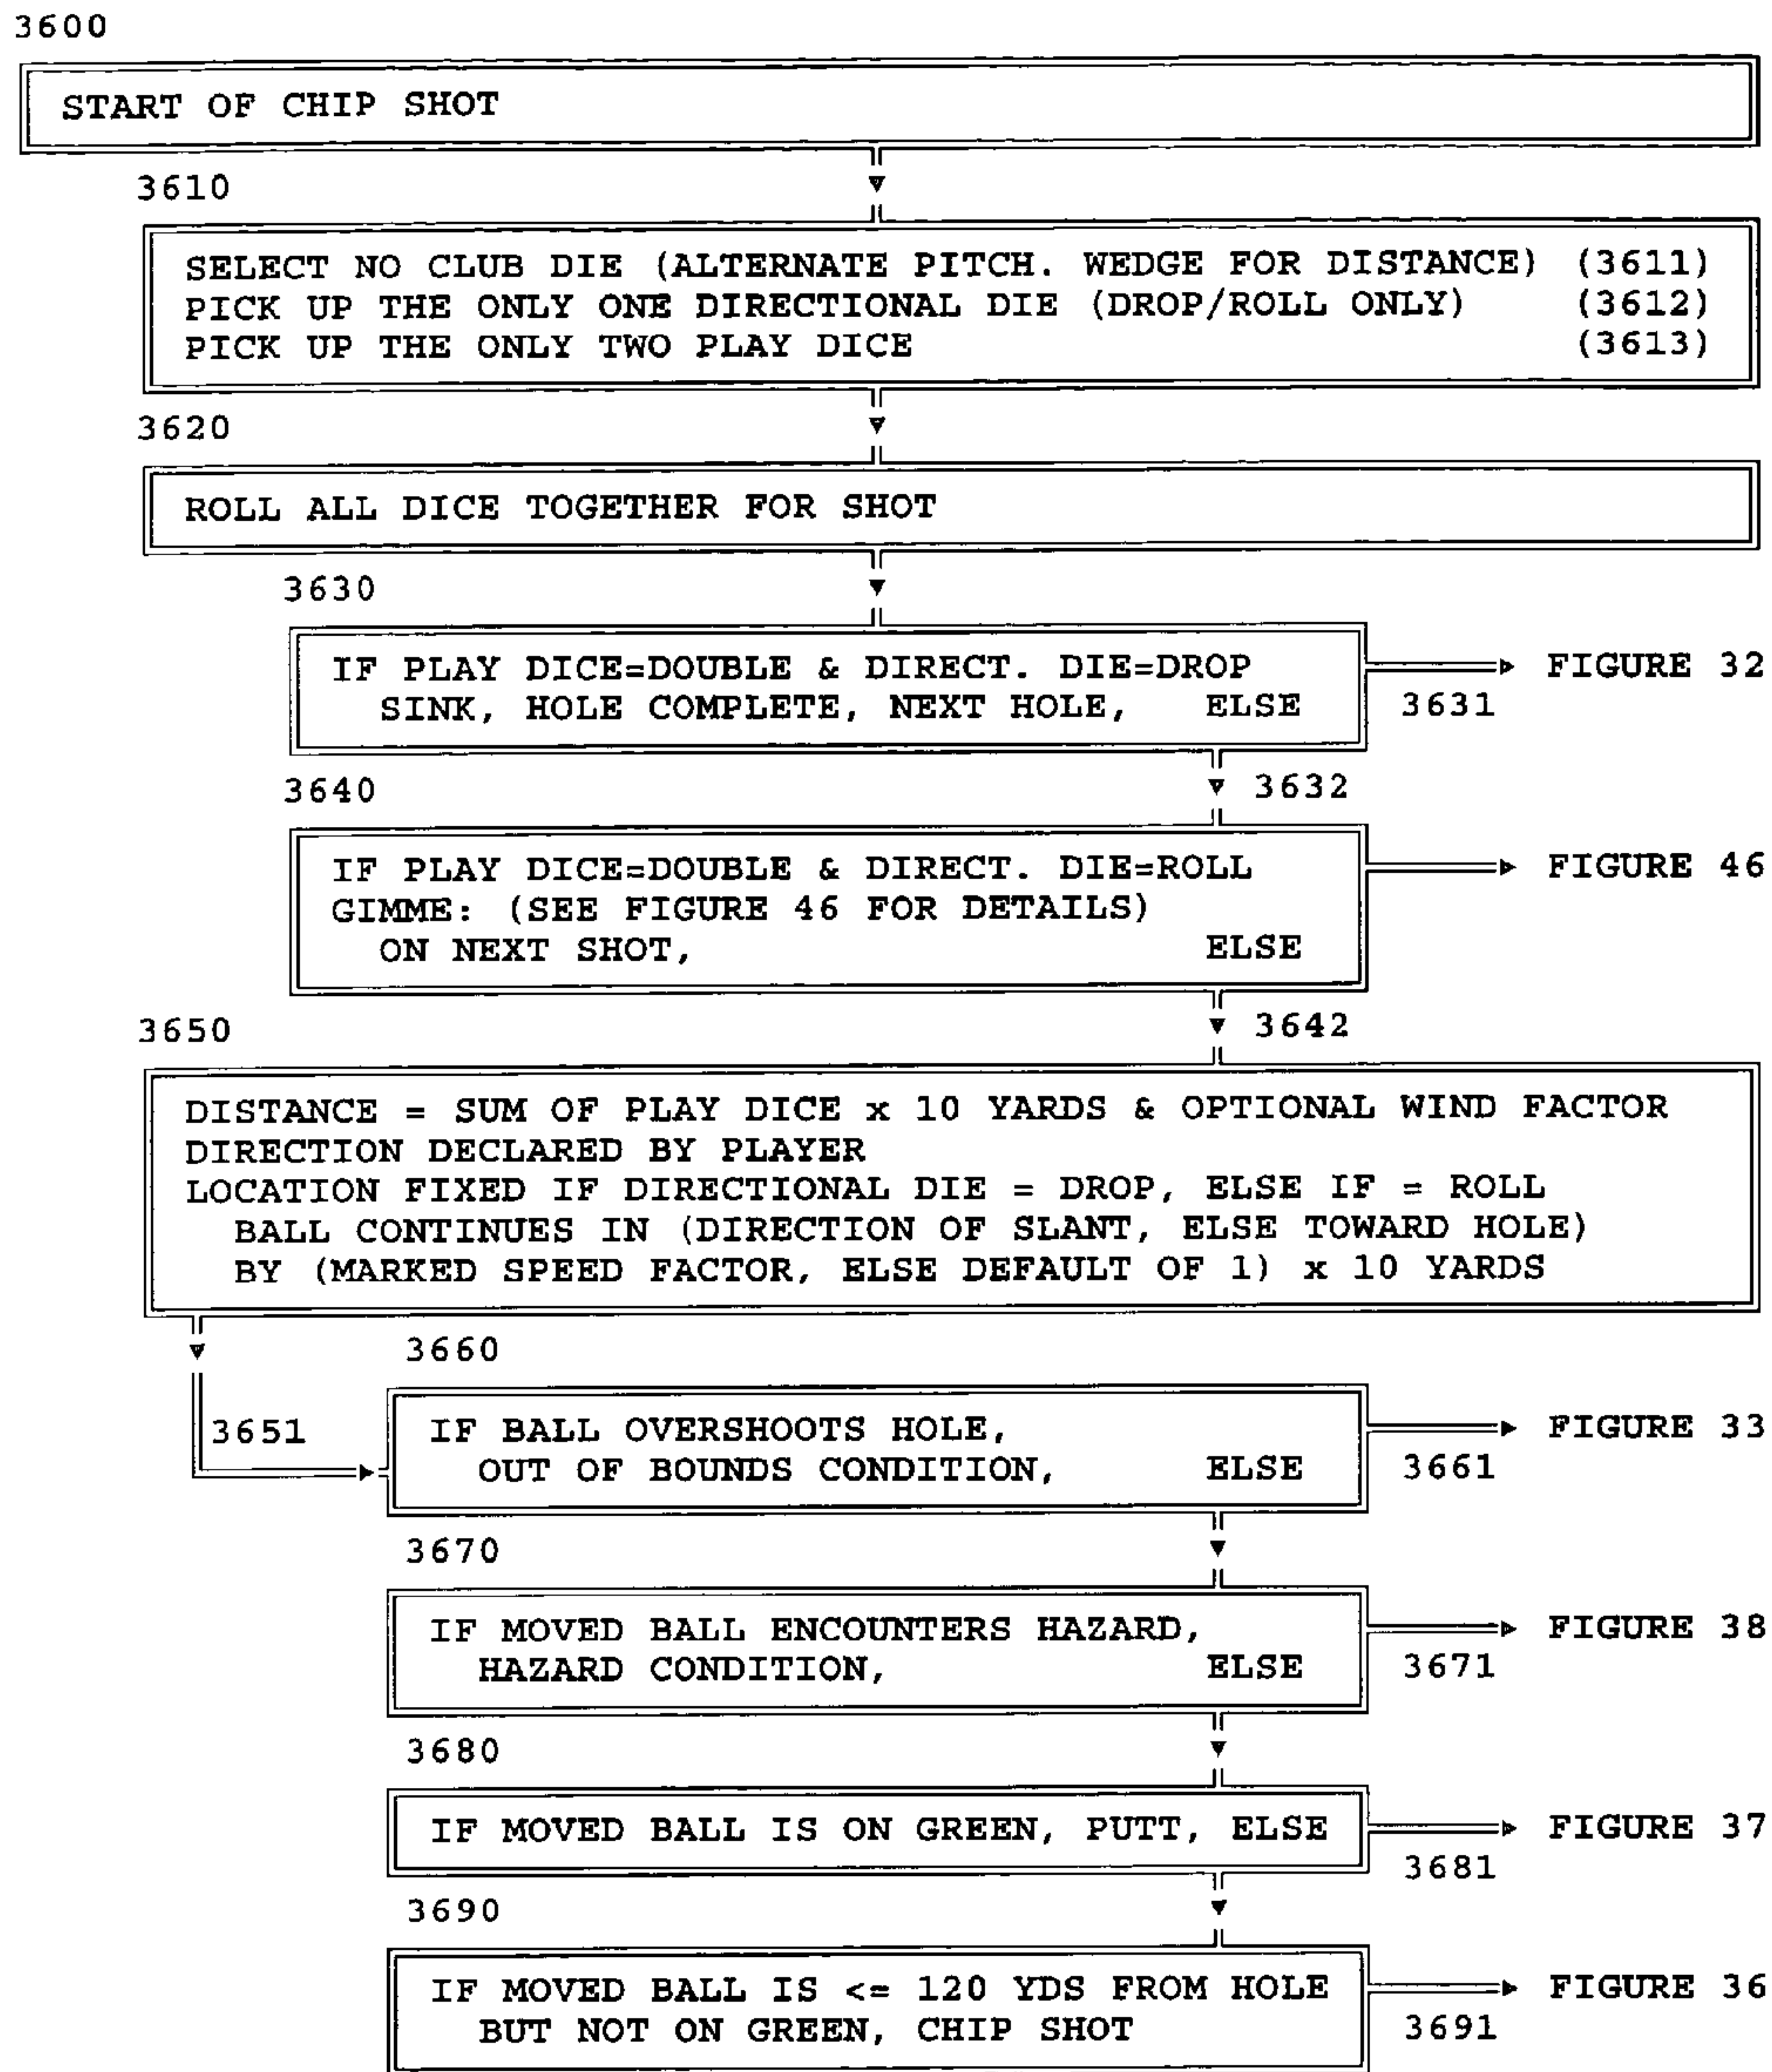 3600
START OF CHIP SHOT
3610
SELECT NO CLUB DIE (ALTERNATE PITCH. WEDGE FOR DISTANCE) (3611)
PICK UP THE ONLY ONE DIRECTIONAL DIE (DROP/ROLL ONLY) (3612)
PICK UP THE ONLY TWO PLAY DICE (3613)
3620
ROLL ALL DICE TOGETHER FOR SHOT
3630
IF PLAY DICE=DOUBLE & DIRECT. DIE=DROP
SINK, HOLE COMPLETE, NEXT HOLE, ELSE
FIGURE 32
3631
3632
3640
IF PLAY DICE=DOUBLE & DIRECT. DIE=ROLL
GIMME: (SEE FIGURE 46 FOR DETAILS)
ON NEXT SHOT, ELSE
FIGURE 46
3642
3650
DISTANCE = SUM OF PLAY DICE x 10 YARDS & OPTIONAL WIND FACTOR
DIRECTION DECLARED BY PLAYER
LOCATION FIXED IF DIRECTIONAL DIE = DROP, ELSE IF = ROLL
BALL CONTINUES IN (DIRECTION OF SLANT, ELSE TOWARD HOLE)
BY (MARKED SPEED FACTOR, ELSE DEFAULT OF 1) x 10 YARDS
3651
3660
IF BALL OVERSHOOTS HOLE,
OUT OF BOUNDS CONDITION, ELSE
FIGURE 33
3661
3670
IF MOVED BALL ENCOUNTERS HAZARD,
HAZARD CONDITION, ELSE
FIGURE 38
3671
3680
IF MOVED BALL IS ON GREEN, PUTT, ELSE
FIGURE 37
3681
3690
IF MOVED BALL IS <= 120 YDS FROM HOLE
BUT NOT ON GREEN, CHIP SHOT
FIGURE 36
3691